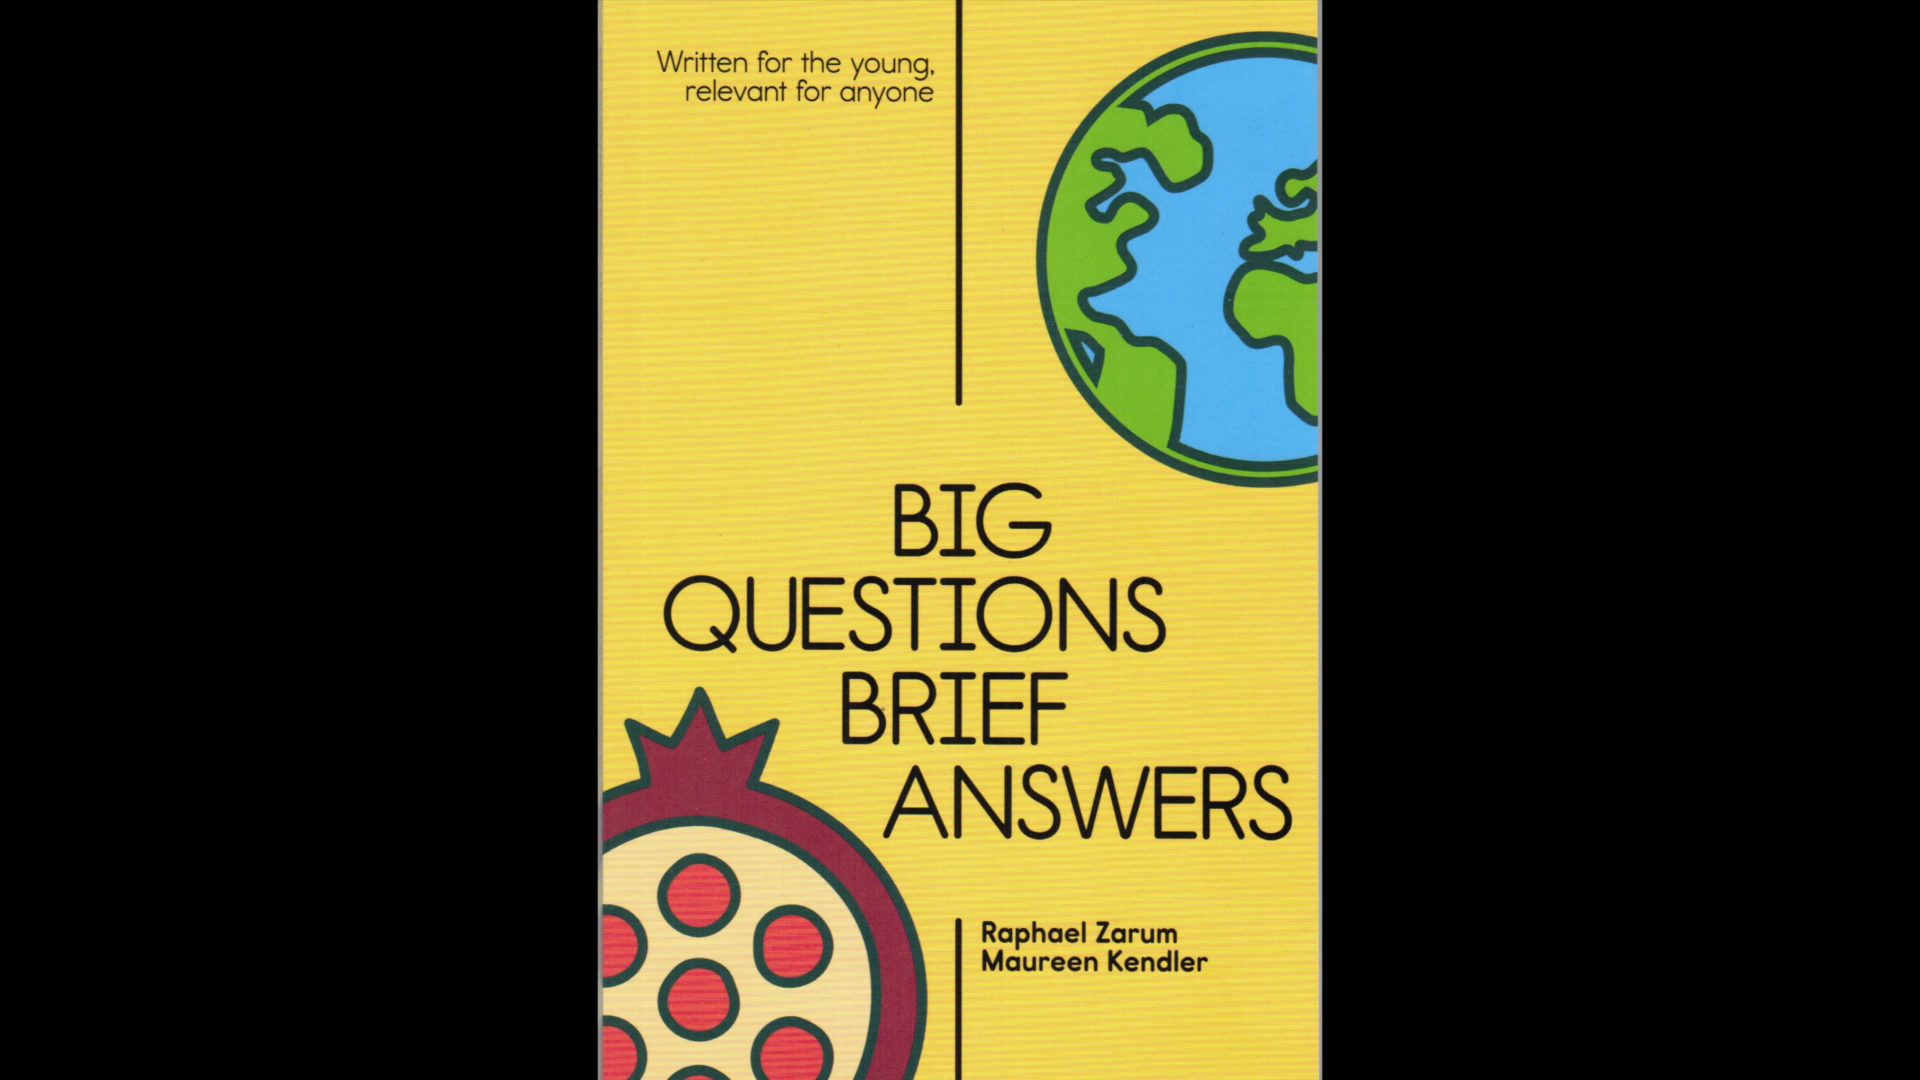 Written for the young,
relevant for anyone
BIG
QUESTIONS
BRIEF
ANSWERS
Raphael Zarum
Maureen Kendler